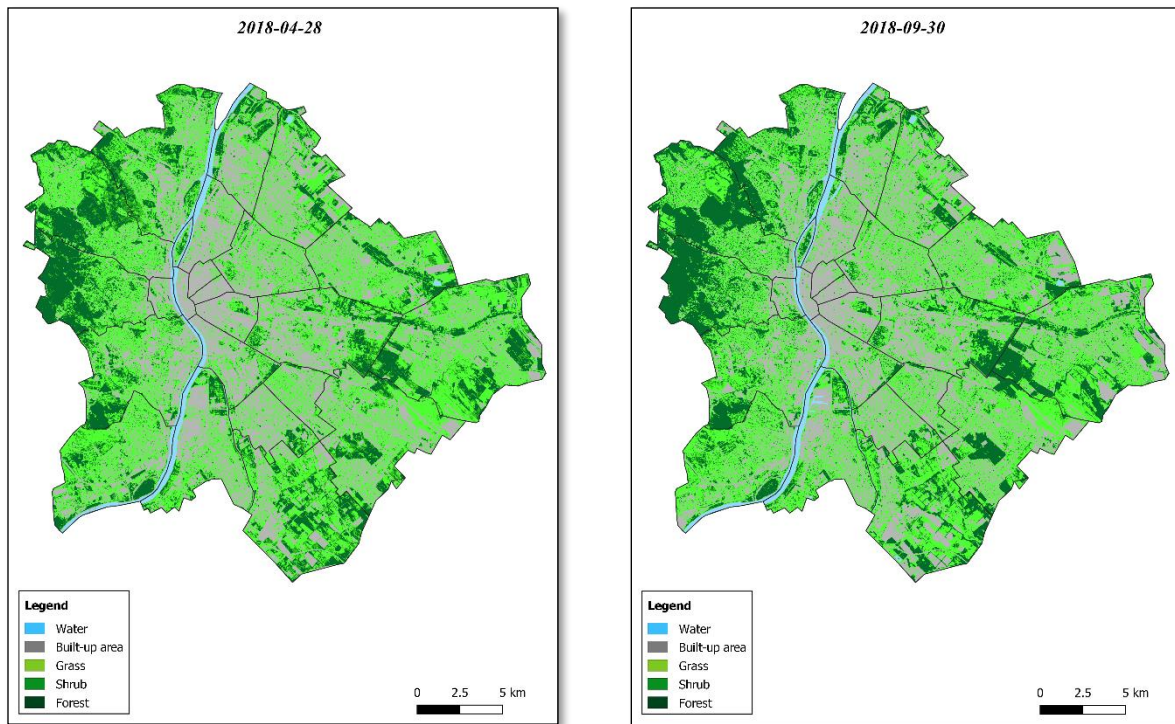 2018-04-28
Legend
Water
Built-up area
Grass
Shrub
Forest
0 2.5 5 km
2018-09-30
Legend
Water
Built-up area
Grass
Shrub
Forest
0 2.5 5 km